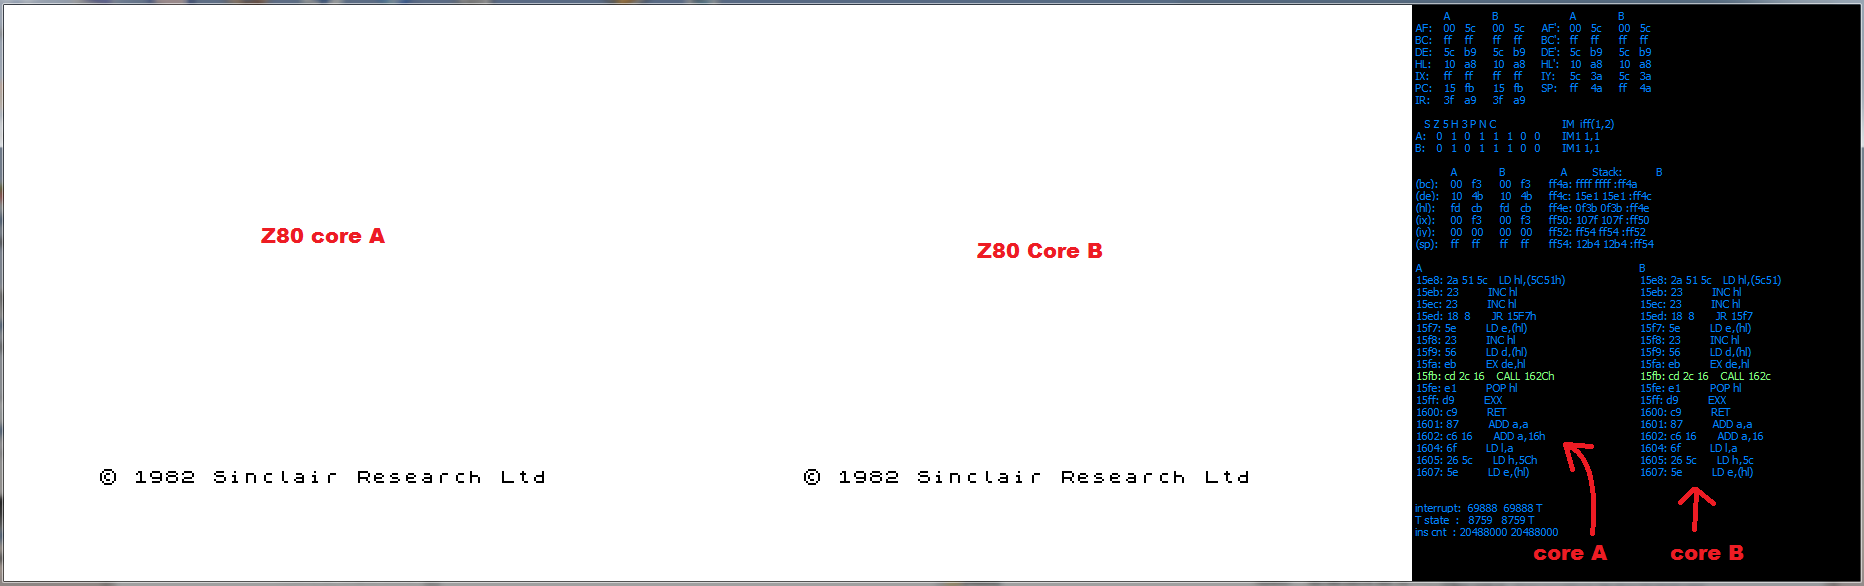 Z80 core A
Z80 Core B
© 1982 Sinclair Research Ltd
© 1982 Sinclair Research Ltd
A B A B
AF: 00 5c 00 5c AF': 00 5c 00 5c
BC: ff ff ff ff BC': ff ff ff ff
DE: 5c b9 5c b9 DE': 5c b9 5c b9
HL: 10 a8 10 a8 HL': 10 a8 10 a8
IX: ff ff ff ff IY: 5c 3a 5c 3a
PC: 15 fb 15 fb SP: ff 4a ff 4a
IR: 3f a9 3f a9
S Z 5 H 3 P N C IM iff(1,2)
A: 0 1 0 1 1 1 0 0 IM1 1,1
B: 0 1 0 1 1 1 0 0 IM1 1,1
A B A Stack: B
(bc): 00 f3 00 f3 ff4a: ffff ffff :ff4a
(de): 10 4b 10 4b ff4c: 15e1 15e1 :ff4c
(hl): fd cb fd cb ff4e: 0f3b 0f3b :ff4e
(ix): 00 f3 00 f3 ff50: 107f 107f :ff50
(iy): 00 00 00 00 ff52: ff54 ff54 :ff52
(sp): ff ff ff ff ff54: 12b4 12b4 :ff54
A B
15e8: 2a 51 5c LD hl,(5C51h) 15e8: 2a 51 5c LD hl,(5c51)
15eb: 23 INC hl 15eb: 23 INC hl
15ec: 23 INC hl 15ec: 23 INC hl
15ed: 18 8 JR 15F7h 15ed: 18 8 JR 15f7
15f7: 5e LD e,(hl) 15f7: 5e LD e,(hl)
15f8: 23 INC hl 15f8: 23 INC hl
15f9: 56 LD d,(hl) 15f9: 56 LD d,(hl)
15fa: eb EX de,hl 15fa: eb EX de,hl
15fb: cd 2c 16 CALL 162Ch 15fb: cd 2c 16 CALL 162c
15fe: e1 POP hl 15fe: e1 POP hl
15ff: d9 EXX 15ff: d9 EXX
1600: c9 RET 1600: c9 RET
1601: 87 ADD a,a 1601: 87 ADD a,a
1602: c6 16 ADD a,16h 1602: c6 16 ADD a,16
1604: 6f LD l,a 1604: 6f LD l,a
1605: 26 5c LD h,5Ch 1605: 26 5c LD h,5c
1607: 5e LD e,(hl) 1607: 5e LD e,(hl)
interrupt: 69888 69888 T
T state : 8759 8759 T
ins cnt : 20488000 20488000
core A core B